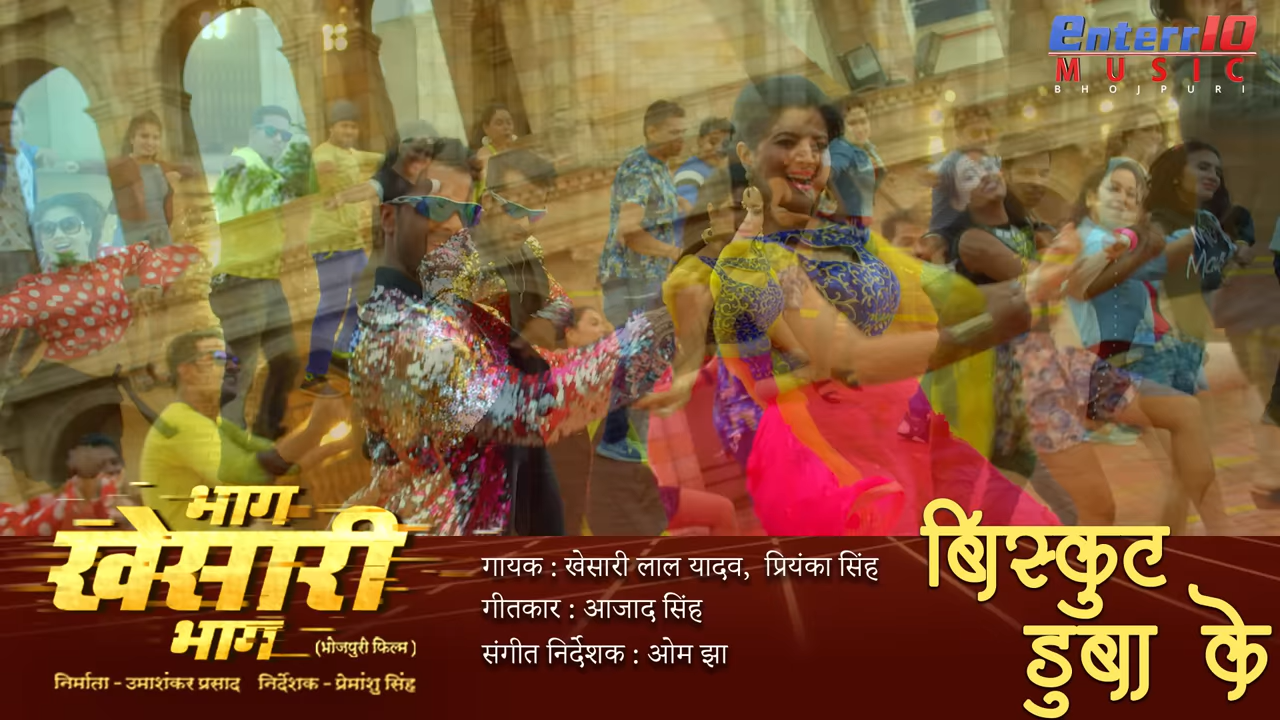 enterr10
MUSIC
BHOJPURI
भाग
खेसारी
भाग
(भोजपुरी फिल्म)
निर्माता - उमाशंकर प्रसाद निर्देशक - प्रेमांशु सिंह
गायक : खेसारी लाल यादव, प्रियंका सिंह
गीतकार : आजाद सिंह
संगीत निर्देशक : ओम झा
बिस्कुट
डुबा के